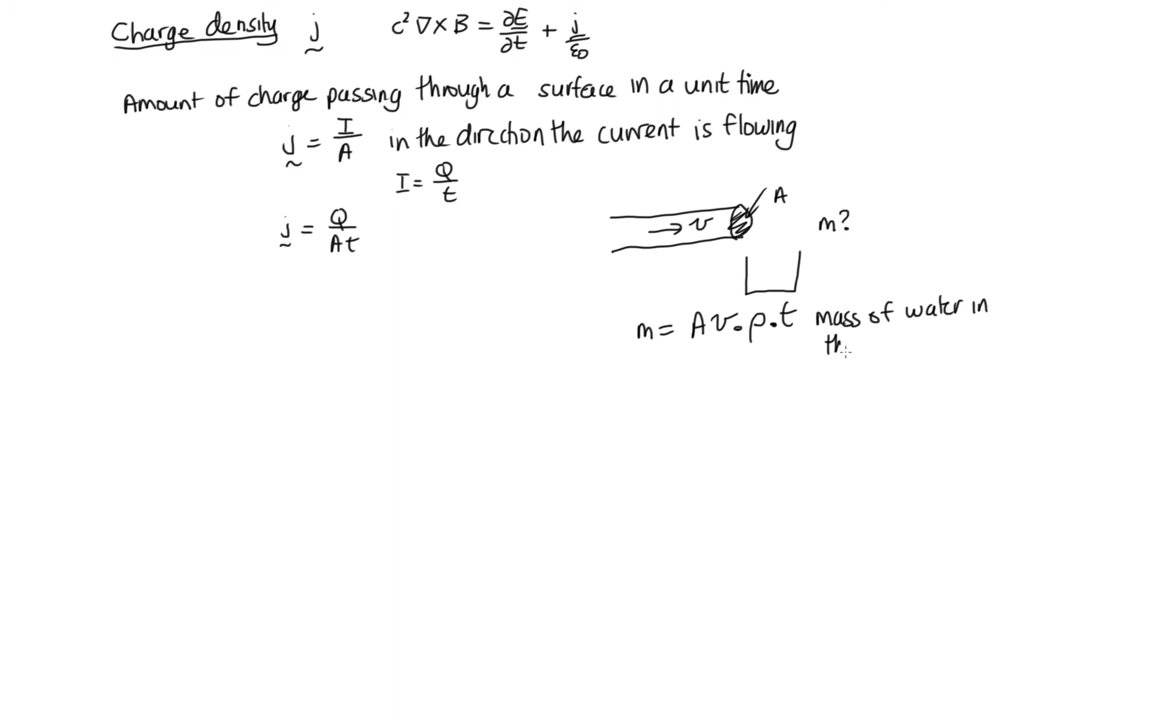 Charge density j c² ∇ × B = ∂E/∂t + j/ε0
Amount of charge passing through a surface in a unit time
j = I/A in the direction the current is flowing
I = Q/t
j = Q/At
A
→ v
m?
m = A v . ρ . t mass of water in
th